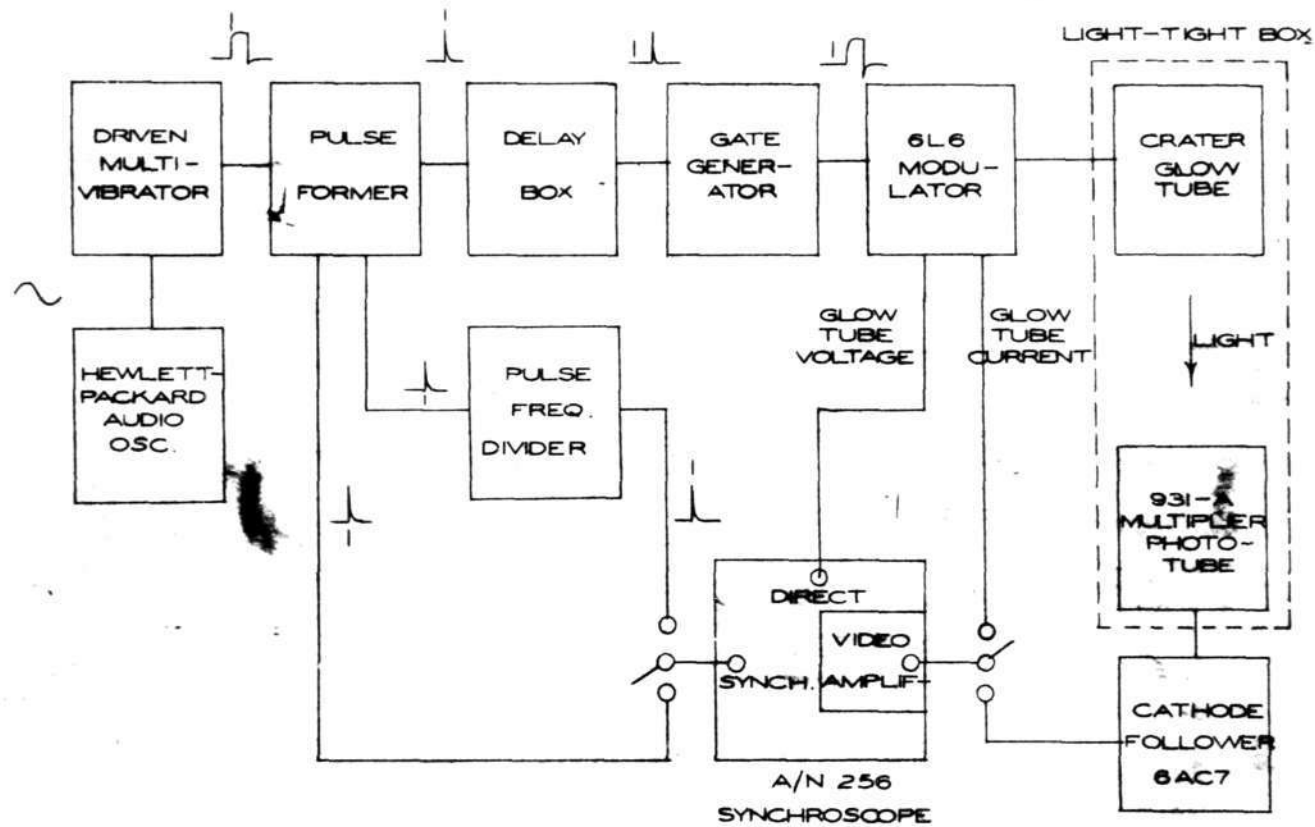 LIGHT-TIGHT BOX
DRIVEN
MULTI-
VIBRATOR
PULSE
FORMER
DELAY
BOX
GATE
GENER-
ATOR
6L6
MODU-
LATOR
CRATER
GLOW
TUBE
HEWLETT-
PACKARD
AUDIO
OSC.
PULSE
FREQ.
DIVIDER
GLOW
TUBE
VOLTAGE
GLOW
TUBE
CURRENT
LIGHT
931-A
MULTIPLIER
PHOTO-
TUBE
DIRECT
VIDEO
SYNCH. AMPLIF-
CATHODE
FOLLOWER
6AC7
A/N 256
SYNCHROSCOPE